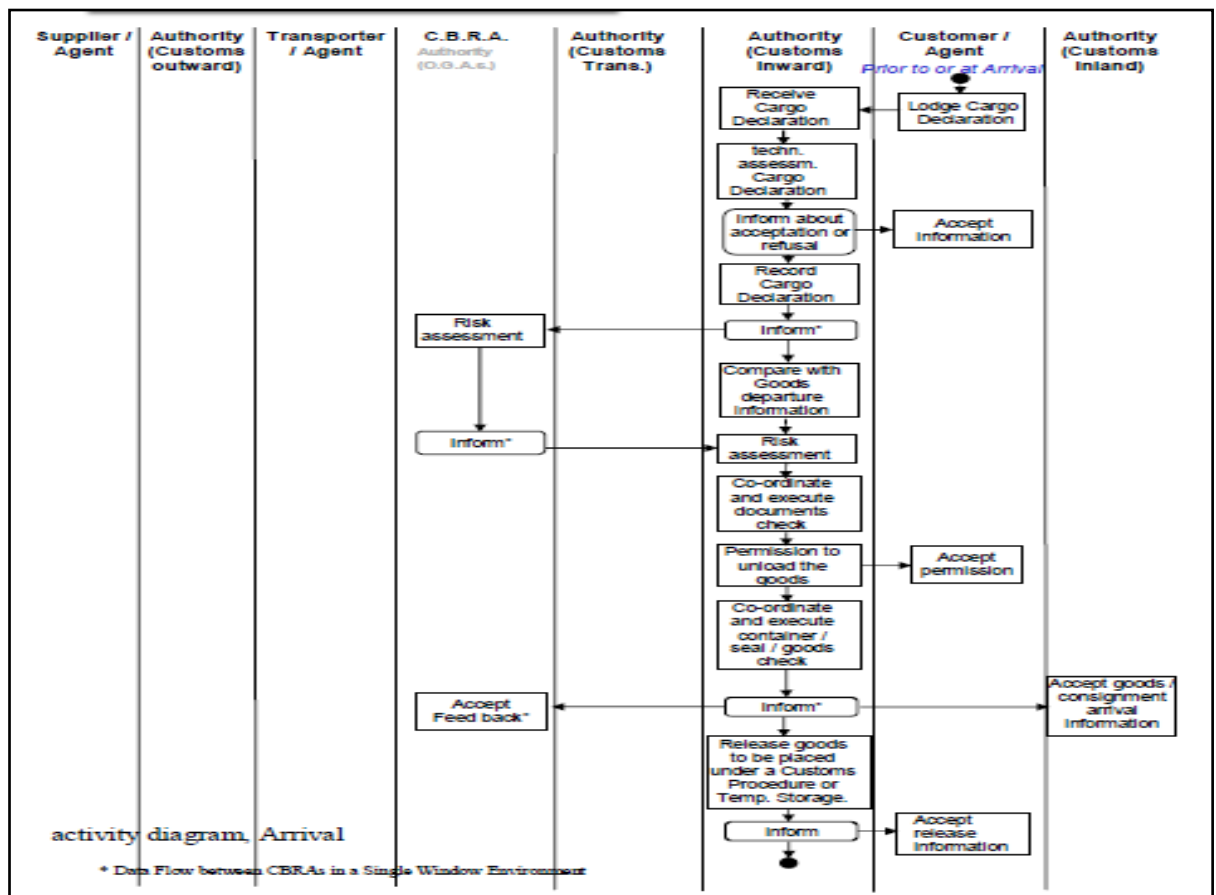 Supplier /
Agent
Authority
(Customs
outward)
Transporter
/ Agent
C.B.R.A.
Authority
(O.G.A.s.)
Authority
(Customs
Trans.)
Authority
(Customs
Inward)
Customer /
Agent
Authority
(Customs
Inland)
Prior to or at Arrival
Receive
Cargo
Declaration
Lodge Cargo
Declaration
techn.
assessm.
Cargo
Declaration
Inform about
acceptation or
refusal
Accept
Information
Record
Cargo
Declaration
Risk
assessment
Inform*
Compare with
Goods
departure
Information
Inform*
Risk
assessment
Co-ordinate
and execute
documents
check
Permission to
unload the
goods
Accept
permission
Co-ordinate
and execute
container /
seal / goods
check
Accept
Feed back*
Inform*
Accept goods /
consignment
arrival
Information
Release goods
to be placed
under a Customs
Procedure or
Temp. Storage.
Inform
Accept
release
Information
activity diagram, Arrival
* Data Flow between CBRAs in a Single Window Environment